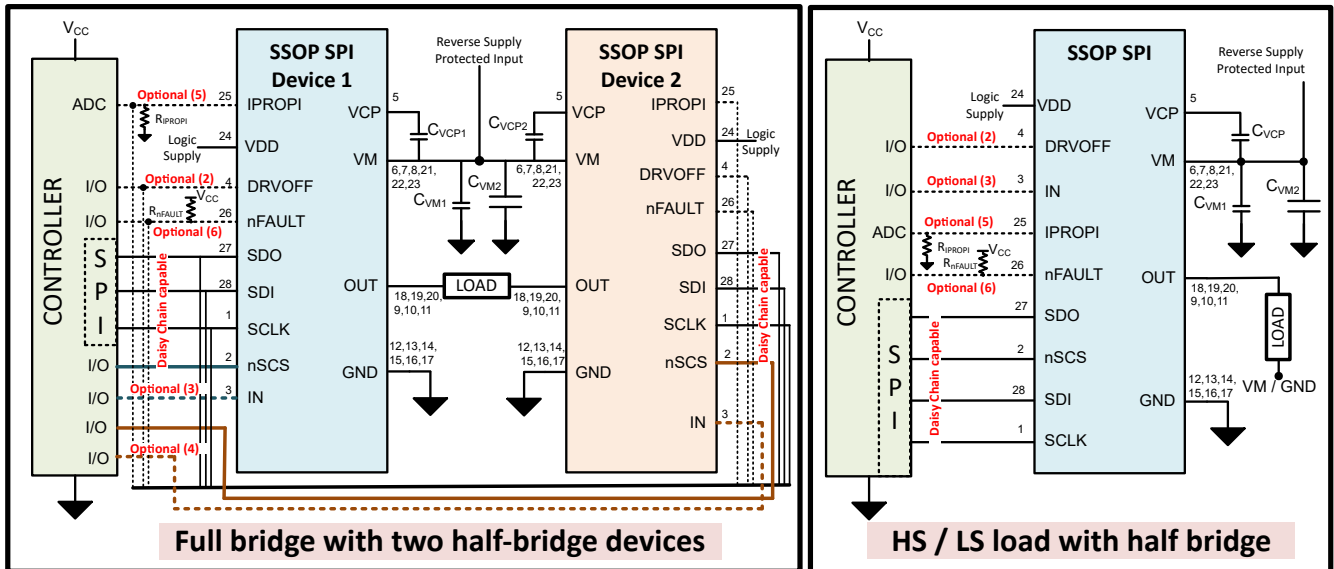 VCC
CONTROLLER
ADC
I/O
I/O
S
P
I
I/O
I/O
I/O
I/O
Optional (5)
RIPROPI
Logic
Supply
Optional (2)
VCC
RnFAULT
Optional (6)
Daisy Chain capable
Optional (3)
Optional (4)
25
24
4
26
27
28
1
2
3
SSOP SPI
Device 1
IPROPI
VDD
DRVOFF
nFAULT
SDO
SDI
SCLK
nSCS
IN
VCP
VM
OUT
GND
5
CVCP1
6,7,8,21,
22,23
CVM1
18,19,20,
9,10,11
12,13,14,
15,16,17
Reverse Supply
Protected Input
LOAD
5
CVCP2
6,7,8,21,
22,23
CVM2
18,19,20,
9,10,11
12,13,14,
15,16,17
SSOP SPI
Device 2
VCP
VM
OUT
GND
IPROPI
VDD
DRVOFF
nFAULT
SDO
SDI
SCLK
nSCS
IN
25
24
Logic
Supply
4
26
27
28
1
2
3
Daisy Chain capable
Full bridge with two half-bridge devices
VCC
CONTROLLER
I/O
I/O
ADC
I/O
S
P
I
Logic
Supply
24
Optional (2)
4
Optional (3)
3
Optional (5)
25
RIPROPI
VCC
RnFAULT
26
Optional (6)
27
2
28
1
Daisy Chain capable
SSOP SPI
VDD
DRVOFF
IN
IPROPI
nFAULT
SDO
nSCS
SDI
SCLK
VCP
VM
OUT
GND
Reverse Supply
Protected Input
5
CVCP
6,7,8,21,
22,23
CVM1
CVM2
18,19,20,
9,10,11
LOAD
VM / GND
12,13,14,
15,16,17
HS / LS load with half bridge